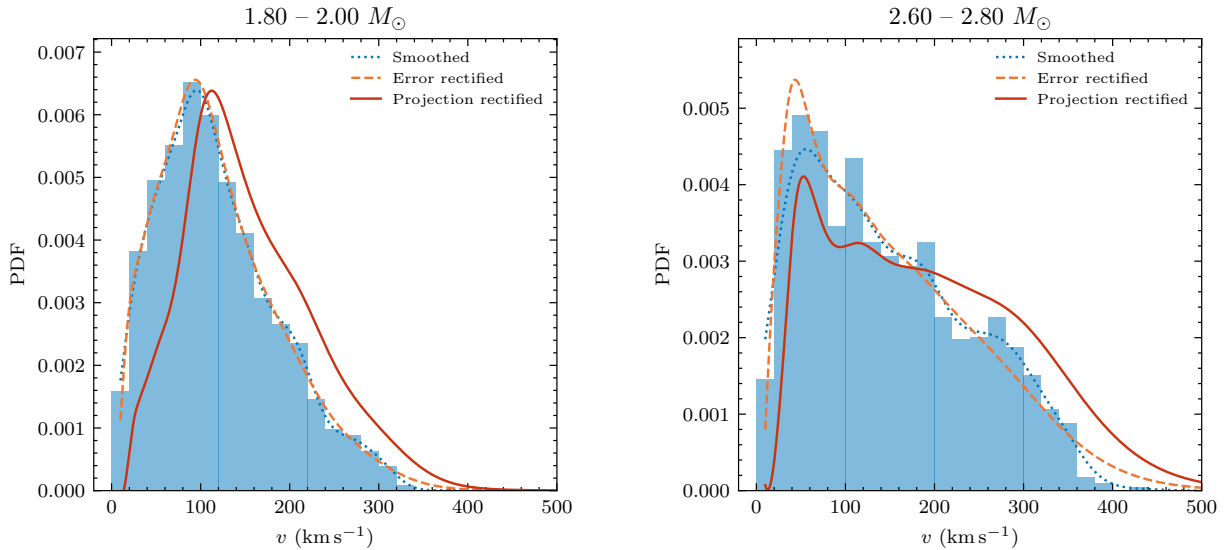 1.80 – 2.00 M☉
0.007
0.006
0.005
0.004
0.003
0.002
0.001
0.000
PDF
Smoothed
Error rectified
Projection rectified
0 100 200 300 400 500
v (km s⁻¹)
2.60 – 2.80 M☉
0.005
0.004
0.003
0.002
0.001
0.000
PDF
Smoothed
Error rectified
Projection rectified
0 100 200 300 400 500
v (km s⁻¹)